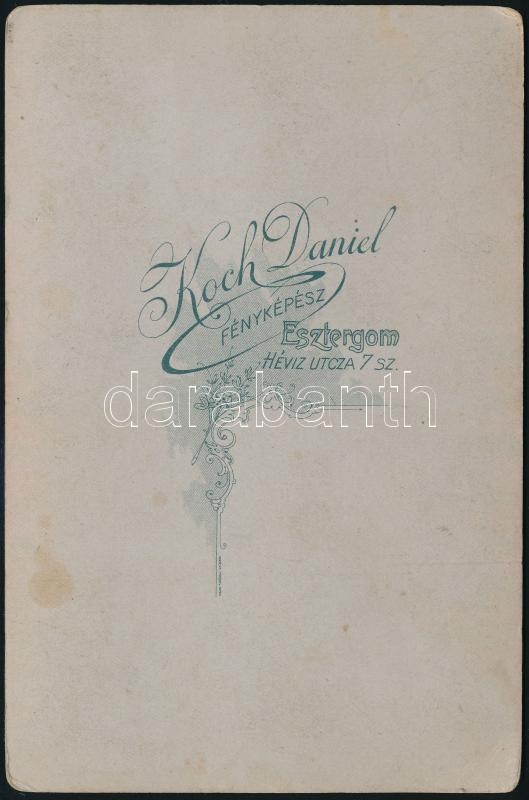 Koch Daniel
FÉNYKÉPÉSZ
Esztergom
HÉVIZ UTCZA 7 SZ.
darabanth